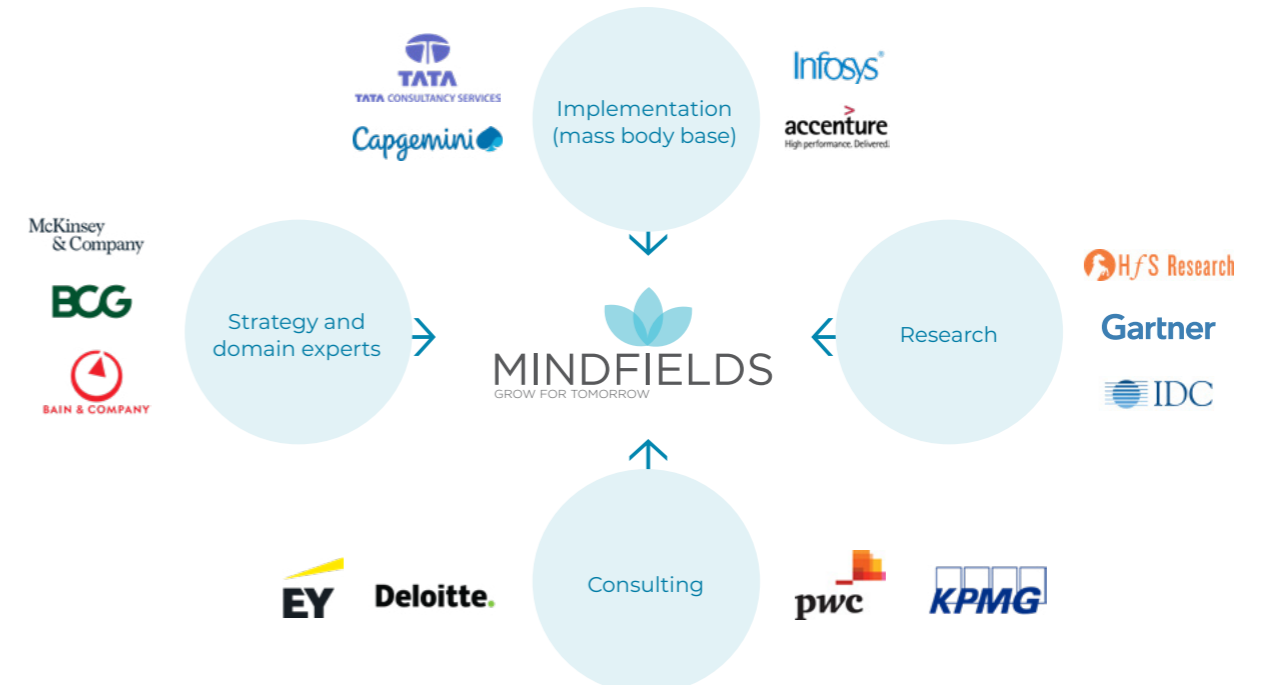 TATA
TATA CONSULTANCY SERVICES
Capgemini
Implementation
(mass body base)
Infosys®
accenture
High performance. Delivered.
McKinsey
& Company
BCG
BAIN & COMPANY
Strategy and
domain experts
MINDFIELDS
GROW FOR TOMORROW
Research
HfS Research
Gartner
IDC
EY
Deloitte.
Consulting
pwc
KPMG